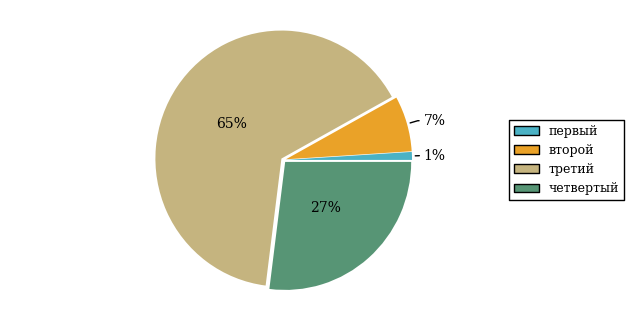 65%
7%
1%
27%
первый
второй
третий
четвертый